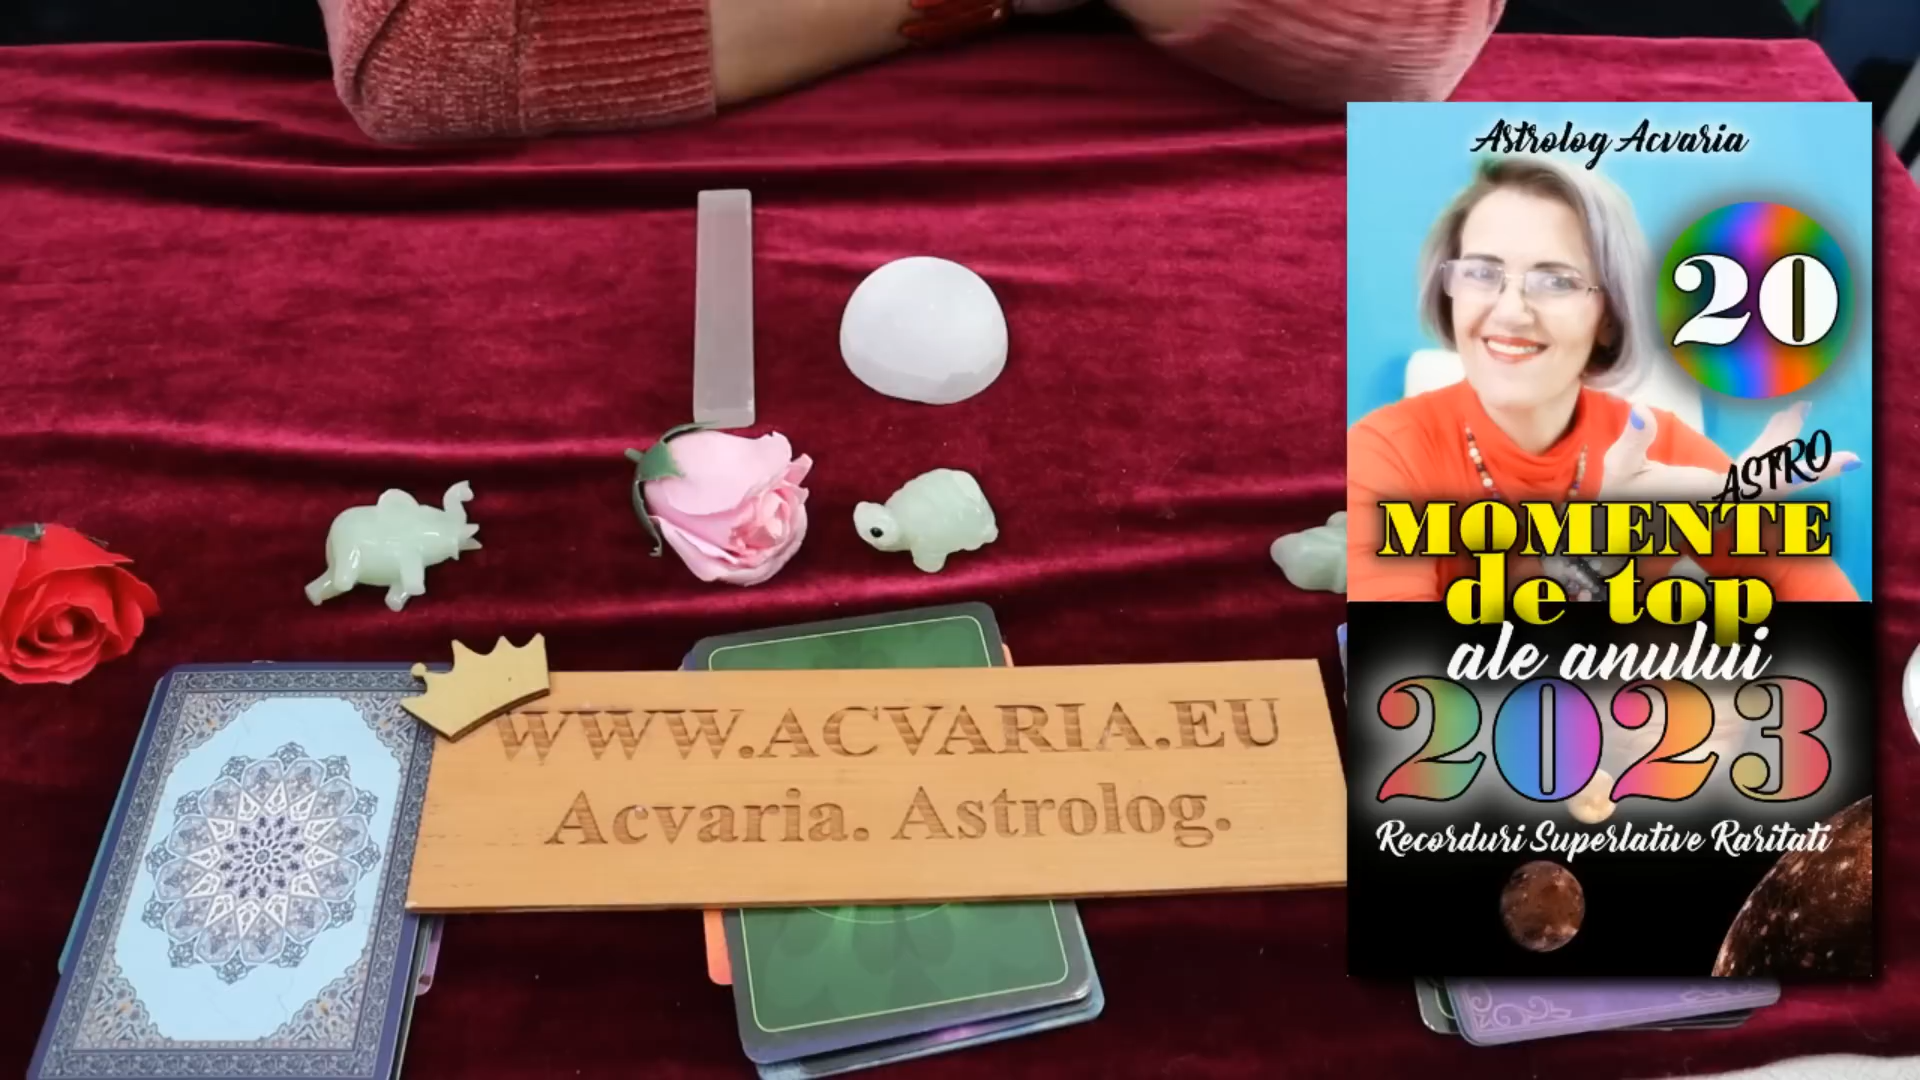 WWW.ACVARIA.EU
Acvaria. Astrolog.
Astrolog Acvaria
20
ASTRO
MOMENTE
de top
ale anului
2023
Recorduri Superlative Raritati